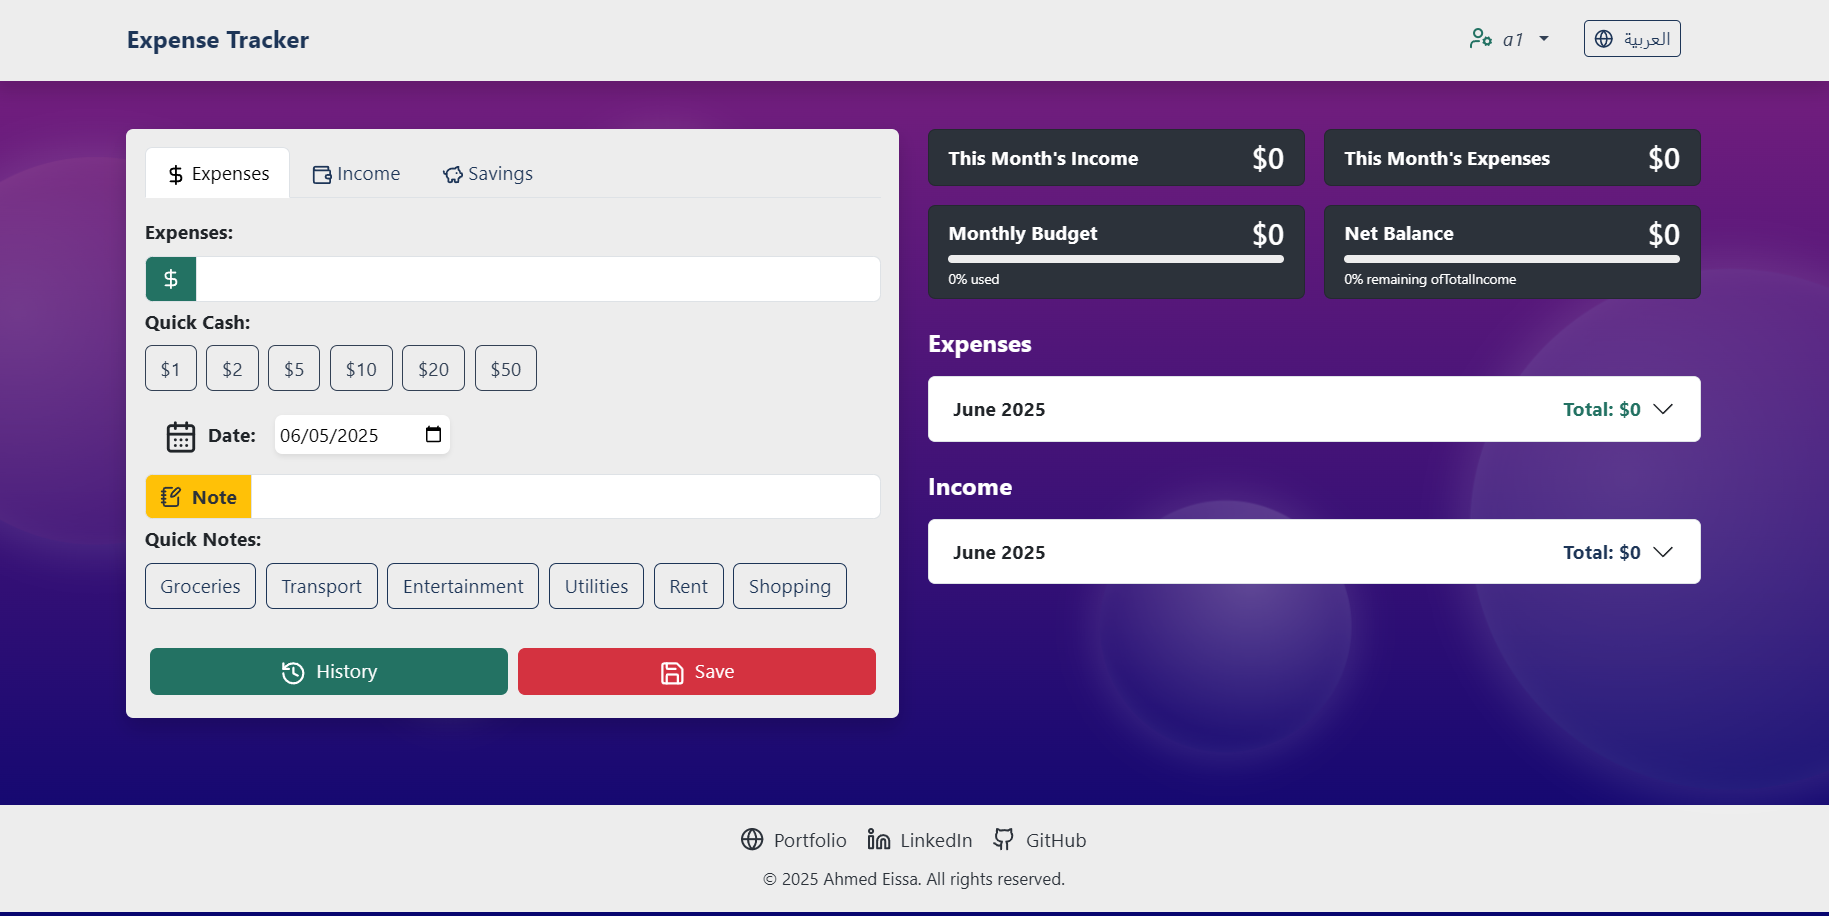 Expense Tracker
a1
العربية
Expenses
Income
Savings
Expenses:
$
Quick Cash:
$1
$2
$5
$10
$20
$50
Date:
06/05/2025
Note
Quick Notes:
Groceries
Transport
Entertainment
Utilities
Rent
Shopping
History
Save
This Month's Income
$0
This Month's Expenses
$0
Monthly Budget
$0
0% used
Net Balance
$0
0% remaining ofTotalIncome
Expenses
June 2025
Total: $0
Income
June 2025
Total: $0
Portfolio
LinkedIn
GitHub
© 2025 Ahmed Eissa. All rights reserved.